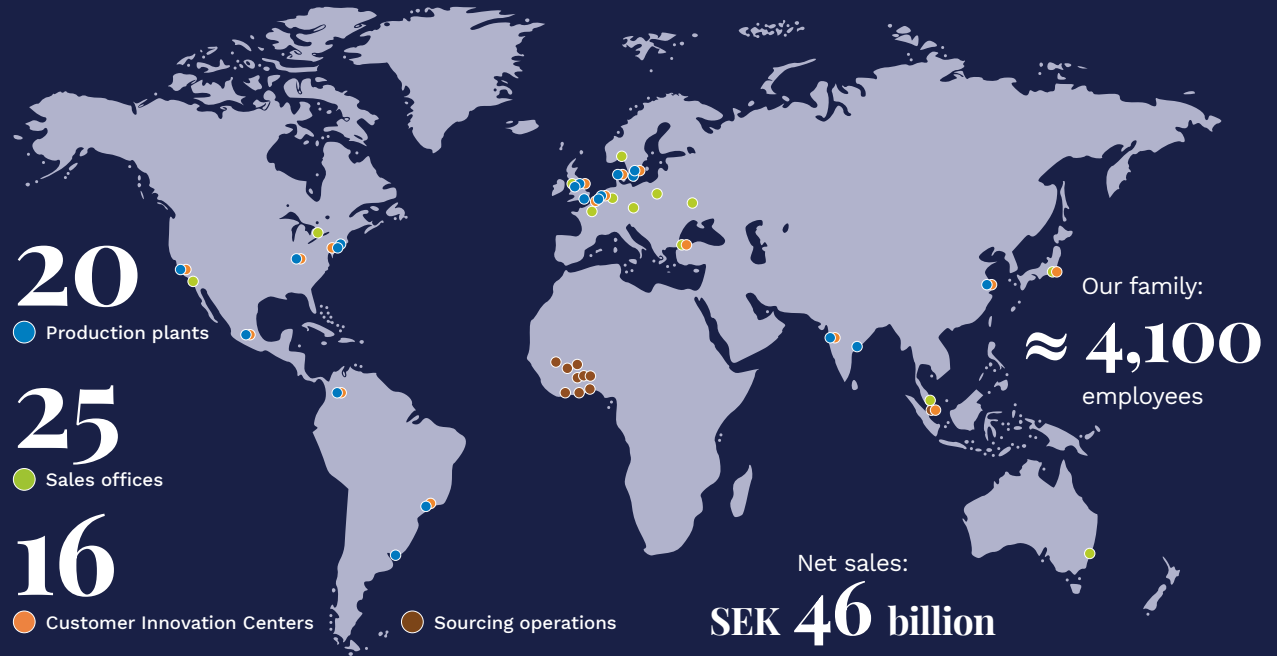 20
Production plants
25
Sales offices
16
Customer Innovation Centers
Sourcing operations
Net sales:
SEK 46 billion
Our family:
≈ 4,100
employees